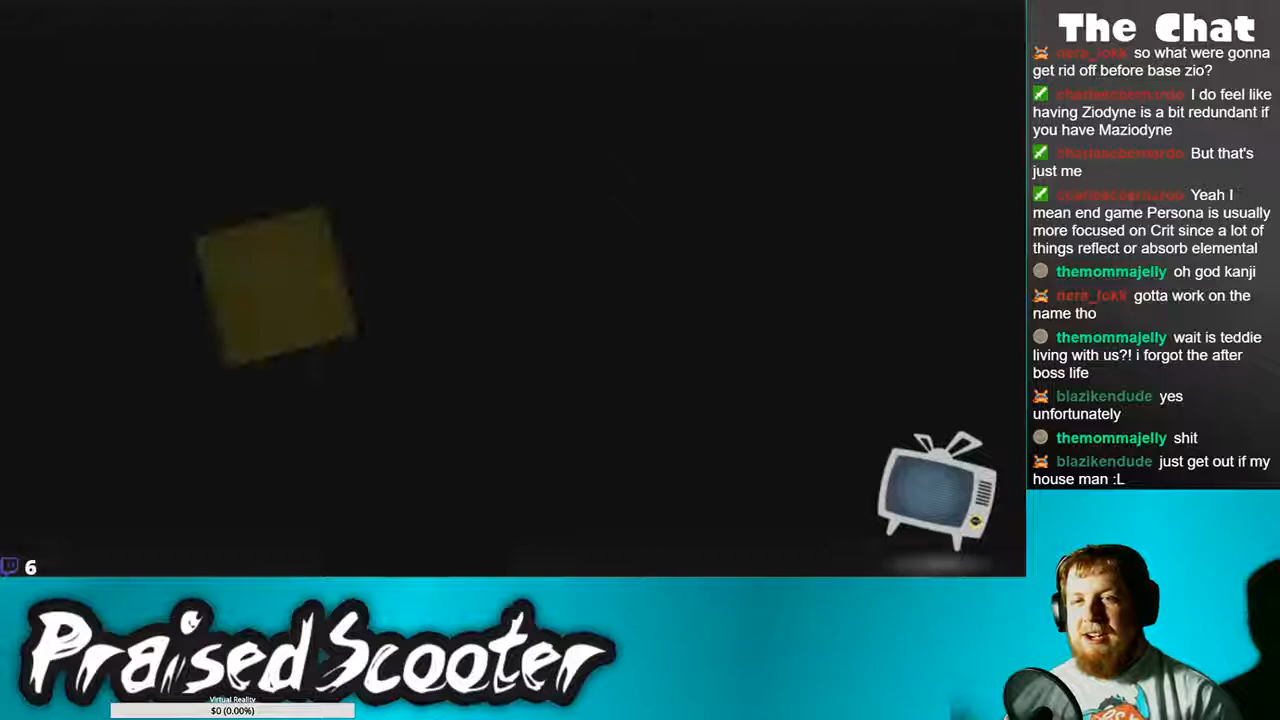 The Chat
nera_lokk so what were gonna
get rid off before base zio?
I do feel like
having Ziodyne is a bit redundant if
you have Maziodyne
But that's
just me
Yeah I
mean end game Persona is usually
more focused on Crit since a lot of
things reflect or absorb elemental
themommajelly oh god kanji
nera_lokk gotta work on the
name tho
themommajelly wait is teddie
living with us?! i forgot the after
boss life
blazikendude yes
unfortunately
themommajelly shit
blazikendude just get out if my
house man :L
6
Praised Scooter
Virtual Reality
$0 (0.00%)